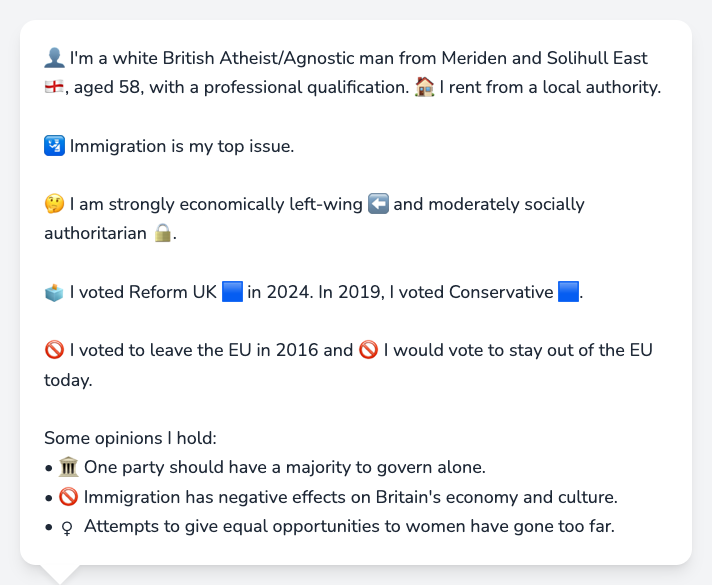 👤 I'm a white British Atheist/Agnostic man from Meriden and Solihull East
🏴󠁧󠁢󠁥󠁮󠁧󠁿, aged 58, with a professional qualification. 🏠 I rent from a local authority.
🛂 Immigration is my top issue.
🤔 I am strongly economically left-wing ⬅️ and moderately socially
authoritarian 🔒.
🗳️ I voted Reform UK 🟦 in 2024. In 2019, I voted Conservative 🟦.
🚫 I voted to leave the EU in 2016 and 🚫 I would vote to stay out of the EU
today.
Some opinions I hold:
• 🏛️ One party should have a majority to govern alone.
• 🚫 Immigration has negative effects on Britain's economy and culture.
• ♀ Attempts to give equal opportunities to women have gone too far.